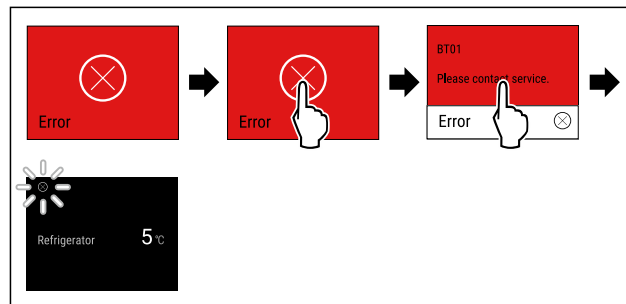 Error
Error
BT01
Please contact service.
Error
Refrigerator 5 °C